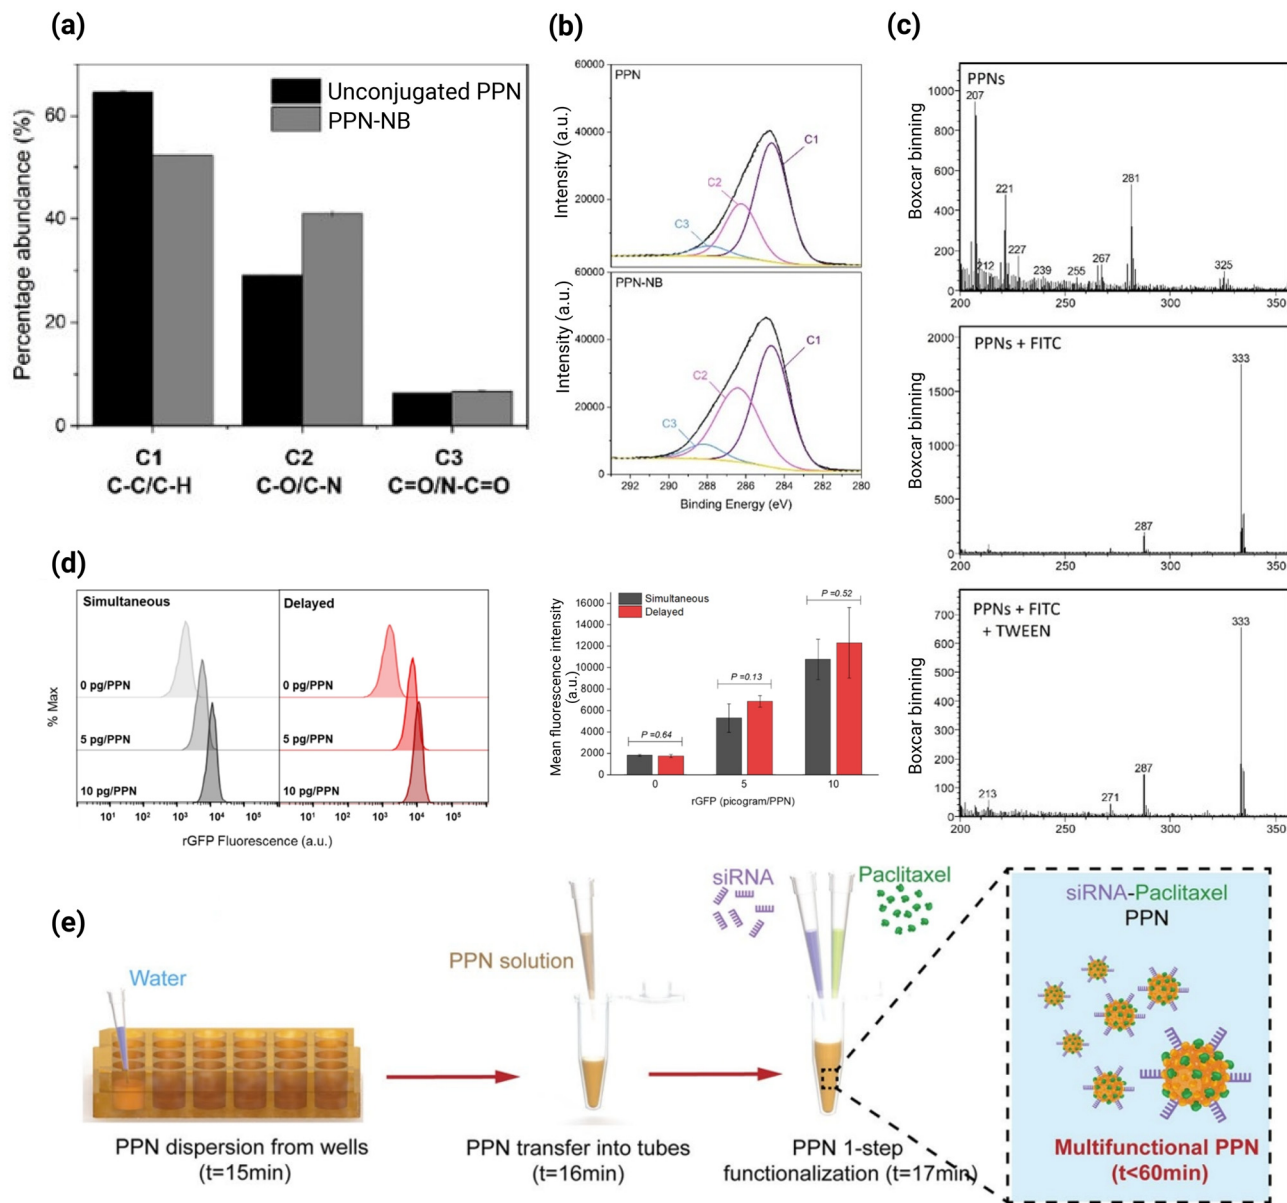 (a)
Percentage abundance (%)
60
40
20
0
Unconjugated PPN
PPN-NB
C1
C-C/C-H
C2
C-O/C-N
C3
C=O/N-C=O
(b)
Intensity (a.u.)
60000
40000
20000
PPN
C1
C2
C3
Intensity (a.u.)
60000
40000
20000
0
PPN-NB
C1
C2
C3
292 290 288 286 284 282 280
Binding Energy (eV)
(c)
Boxcar binning
1000
800
600
400
200
0
PPNs
207
221
281
227
212
239
255
267
325
200 250 300 350
Boxcar binning
2000
1500
1000
500
0
PPNs + FITC
333
287
200 250 300 350
Boxcar binning
700
600
500
400
300
200
100
0
PPNs + FITC
+ TWEEN
333
287
213
271
200 250 300 350
(d)
% Max
Simultaneous
0 pg/PPN
5 pg/PPN
10 pg/PPN
Delayed
0 pg/PPN
5 pg/PPN
10 pg/PPN
10¹ 10² 10³ 10⁴ 10⁵
10¹ 10² 10³ 10⁴ 10⁵
rGFP Fluorescence (a.u.)
Mean fluorescence intensity
(a.u.)
16000
14000
12000
10000
8000
6000
4000
2000
0
Simultaneous
Delayed
P =0.64
P =0.13
P =0.52
0 5 10
rGFP (picogram/PPN)
(e)
Water
PPN dispersion from wells
(t=15min)
PPN solution
PPN transfer into tubes
(t=16min)
siRNA
Paclitaxel
PPN 1-step
functionalization (t=17min)
siRNA-Paclitaxel
PPN
Multifunctional PPN
(t<60min)